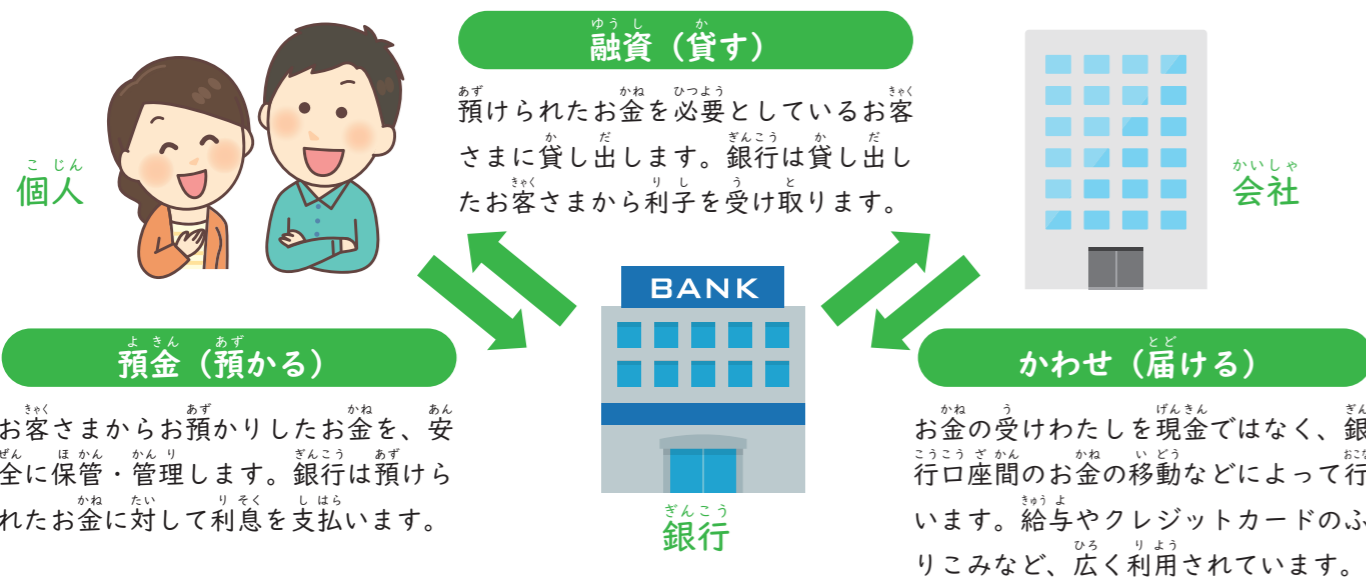 融資（貸す）
預けられたお金を必要としているお客
さまに貸し出します。銀行は貸し出し
たお客さまから利子を受け取ります。
個人
会社
BANK
銀行
預金（預かる）
お客さまからお預かりしたお金を、安
全に保管・管理します。銀行は預けら
れたお金に対して利息を支払います。
かわせ（届ける）
お金の受けわたしを現金ではなく、銀
行口座間のお金の移動などによって行
います。給与やクレジットカードのふ
りこみなど、広く利用されています。